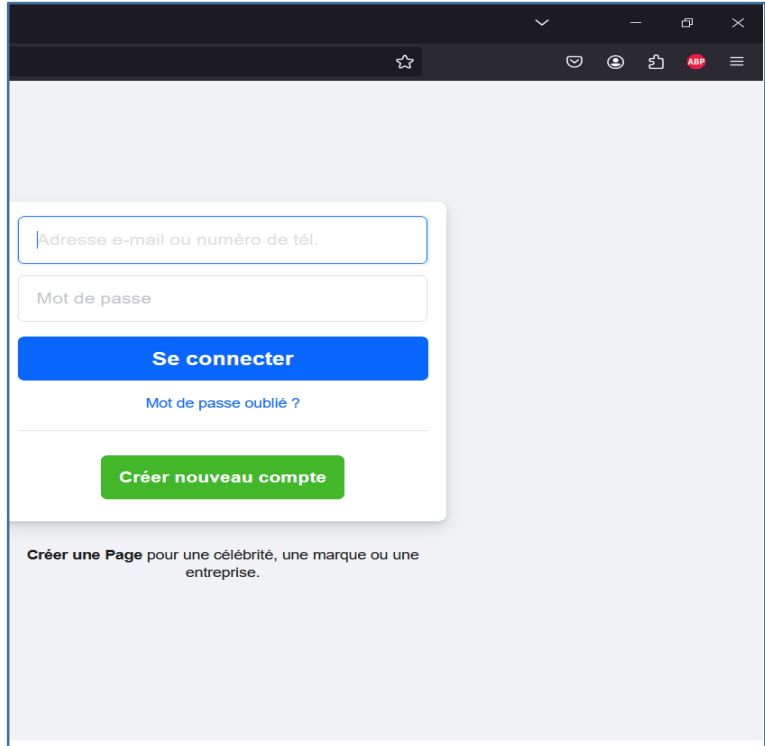 ABP
Adresse e-mail ou numéro de tél.
Mot de passe
Se connecter
Mot de passe oublié ?
Créer nouveau compte
Créer une Page pour une célébrité, une marque ou une
entreprise.